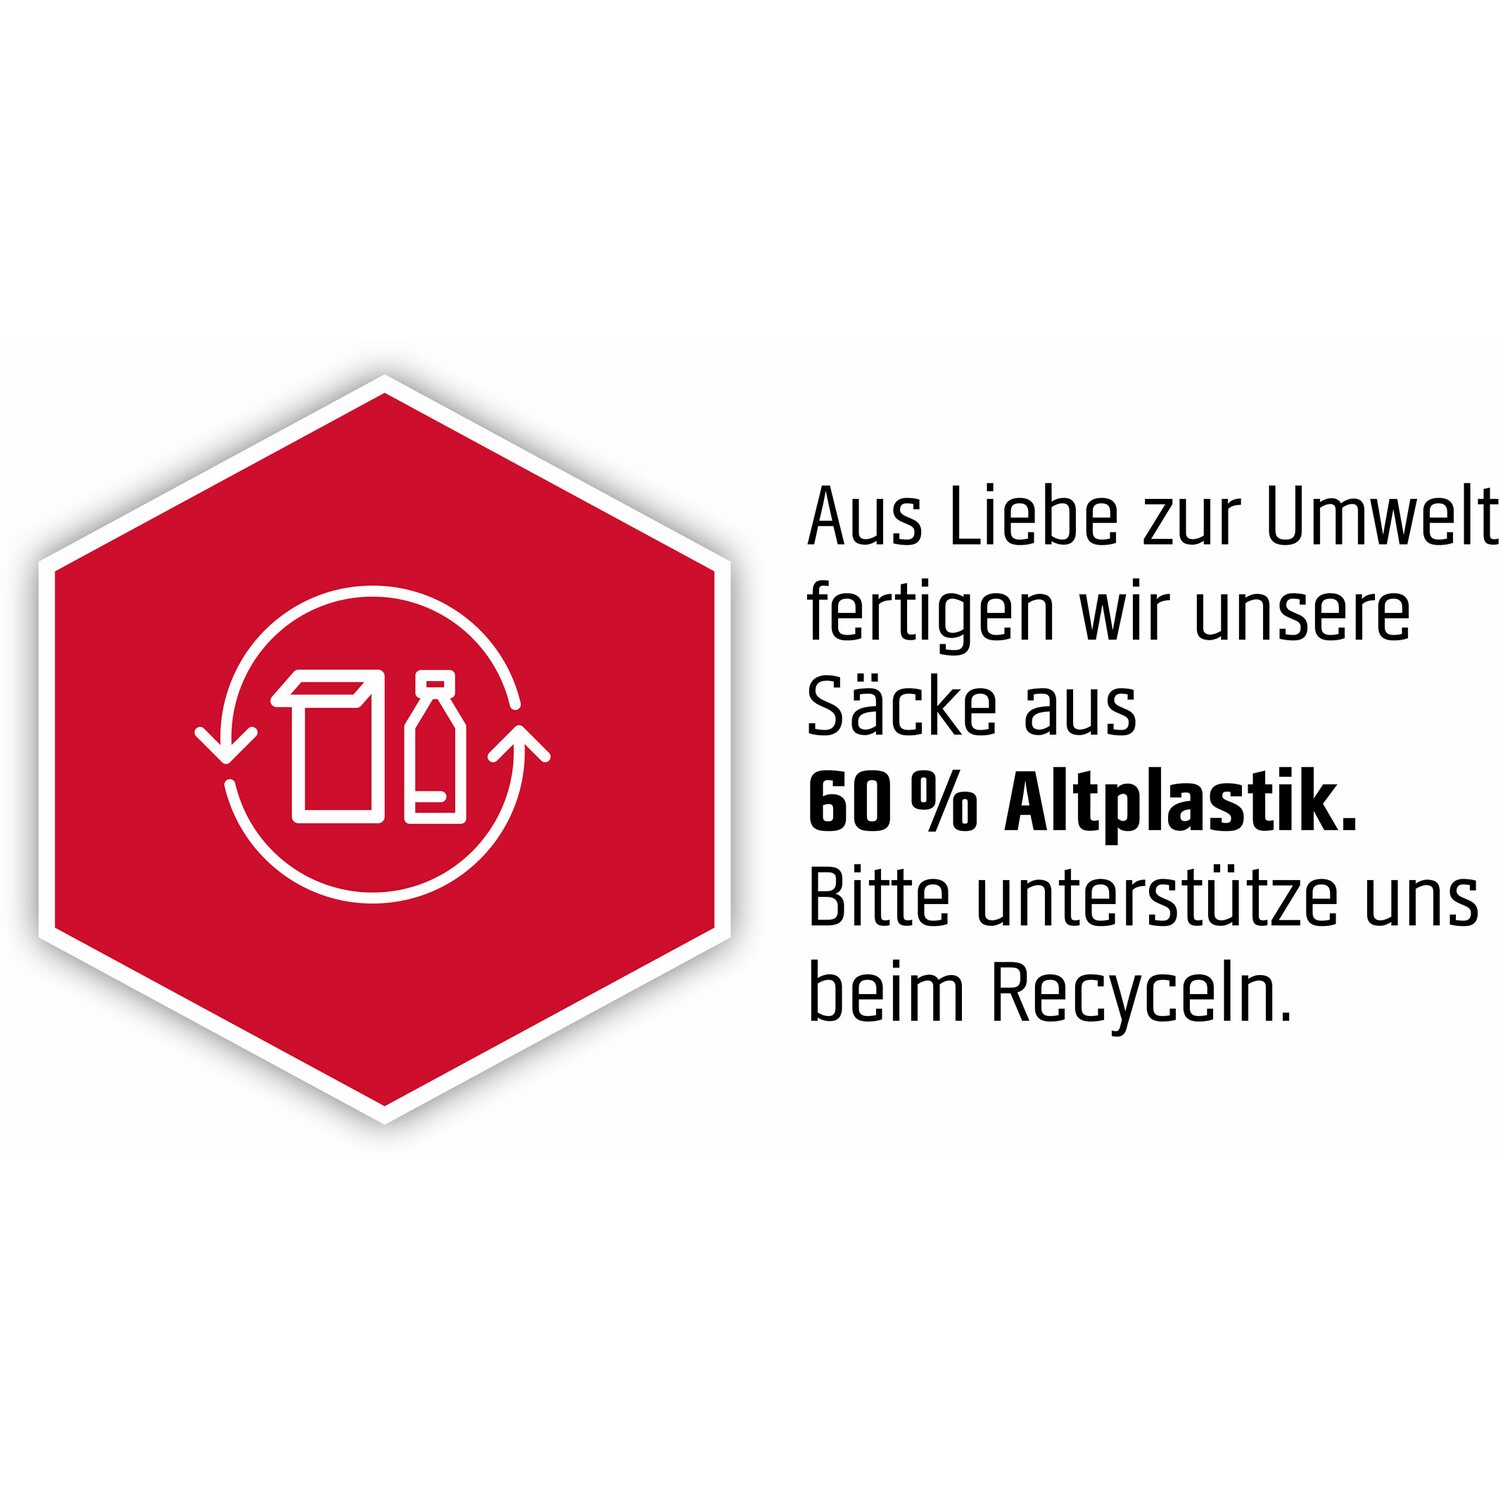 Aus Liebe zur Umwelt
fertigen wir unsere
Säcke aus
60 % Altplastik.
Bitte unterstütze uns
beim Recyceln.